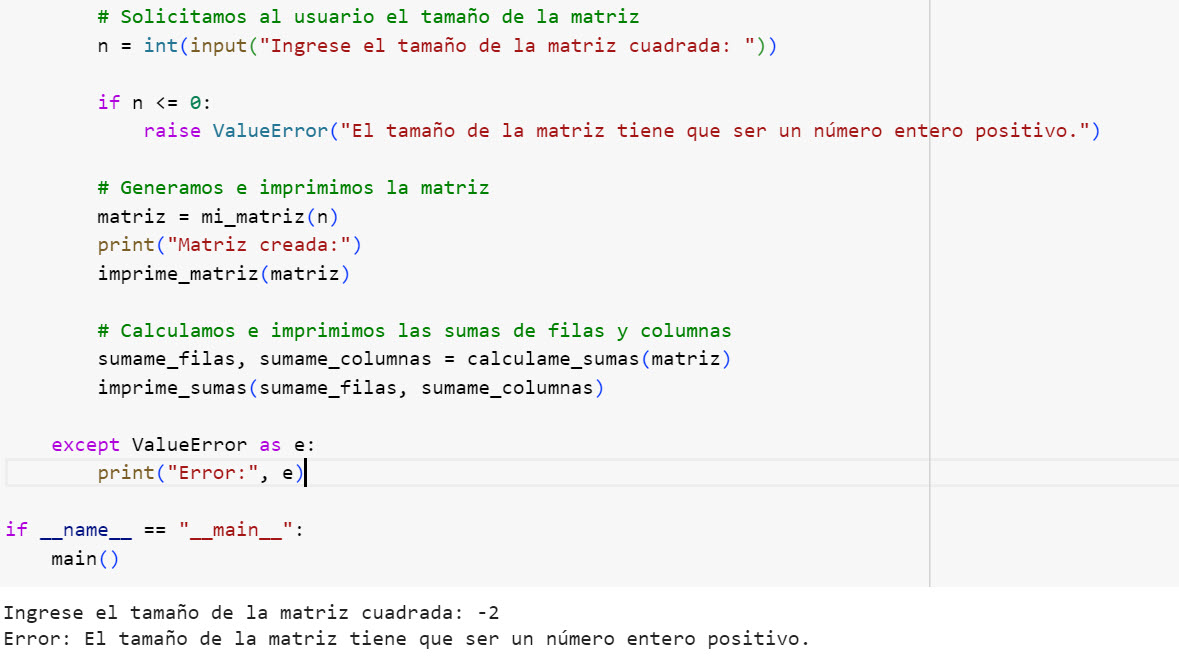 # Solicitamos al usuario el tamaño de la matriz
n = int(input("Ingrese el tamaño de la matriz cuadrada: "))
if n <= 0:
raise ValueError("El tamaño de la matriz tiene que ser un número entero positivo.")
# Generamos e imprimimos la matriz
matriz = mi_matriz(n)
print("Matriz creada:")
imprime_matriz(matriz)
# Calculamos e imprimimos las sumas de filas y columnas
sumame_filas, sumame_columnas = calculame_sumas(matriz)
imprime_sumas(sumame_filas, sumame_columnas)
except ValueError as e:
print("Error:", e)
if __name__ == "__main__":
main()
Ingrese el tamaño de la matriz cuadrada: -2
Error: El tamaño de la matriz tiene que ser un número entero positivo.